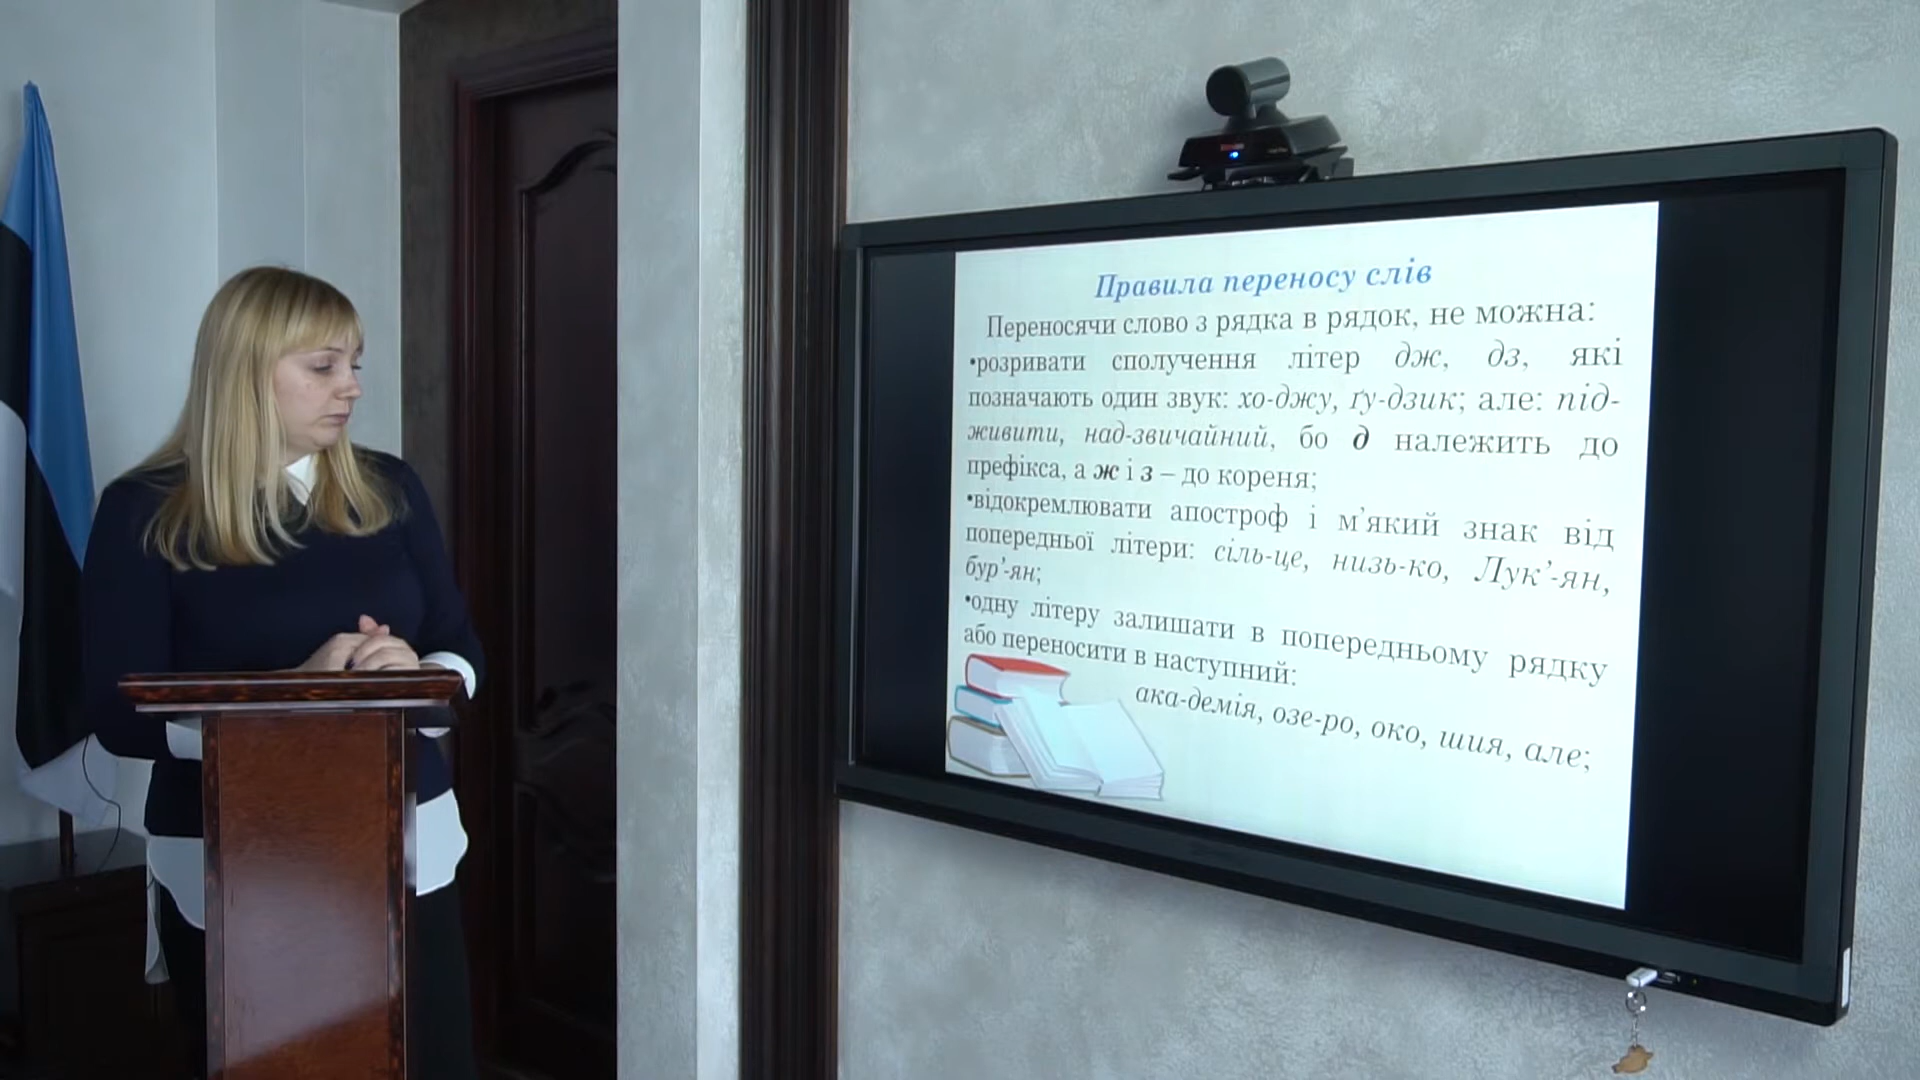 Правила переносу слів
Переносячи слово з рядка в рядок, не можна:
•розривати сполучення літер дж, дз, які
позначають один звук: хо-джу, ґу-дзик; але: під-
живити, над-звичайний, бо д належить до
префікса, а ж і з – до кореня;
•відокремлювати апостроф і м’який знак від
попередньої літери: сіль-це, низь-ко, Лук’-ян,
бур’-ян;
•одну літеру залишати в попередньому рядку
або переносити в наступний:
ака-демія, озе-ро, око, шия, але;